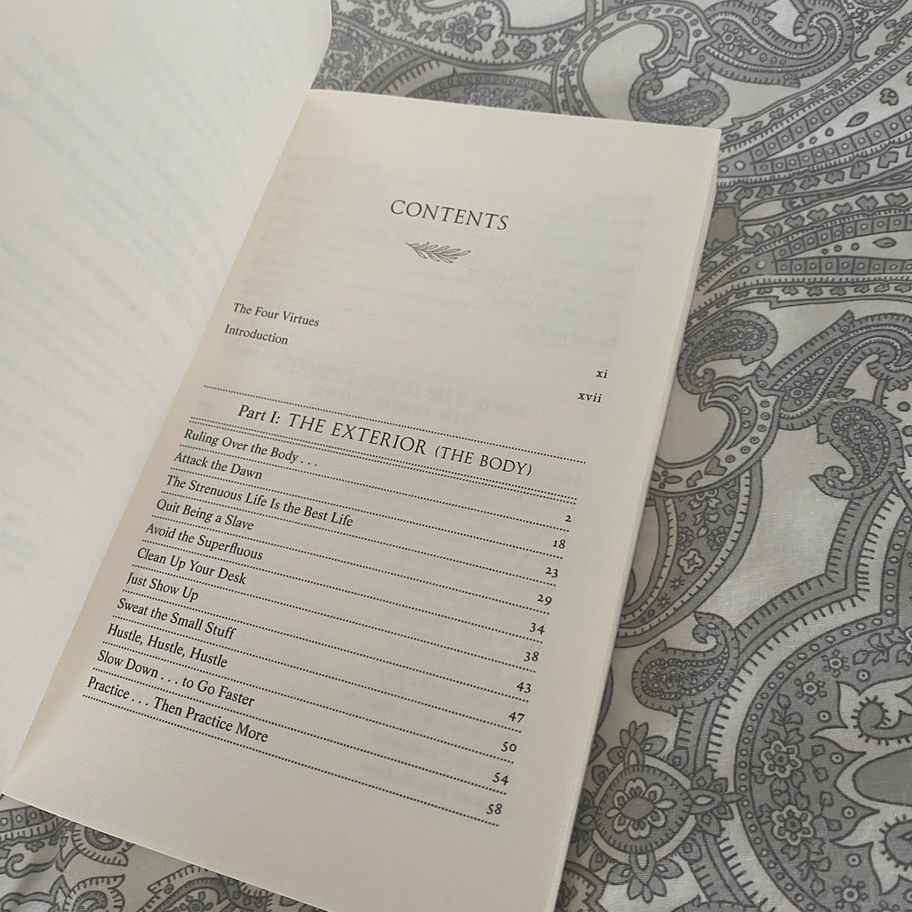 CONTENTS
The Four Virtues xi
Introduction xvii
Part I: THE EXTERIOR (THE BODY)
Ruling Over the Body . . . 2
Attack the Dawn 18
The Strenuous Life Is the Best Life 23
Quit Being a Slave 29
Avoid the Superfluous 34
Clean Up Your Desk 38
Just Show Up 43
Sweat the Small Stuff 47
Hustle, Hustle, Hustle 50
Slow Down . . . to Go Faster 54
Practice . . . Then Practice More 58